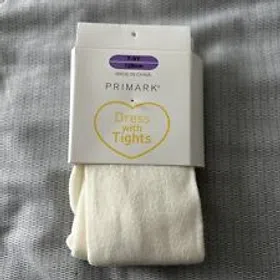 MADE IN CHINA
PRIMARK®
Dress
with
Tights